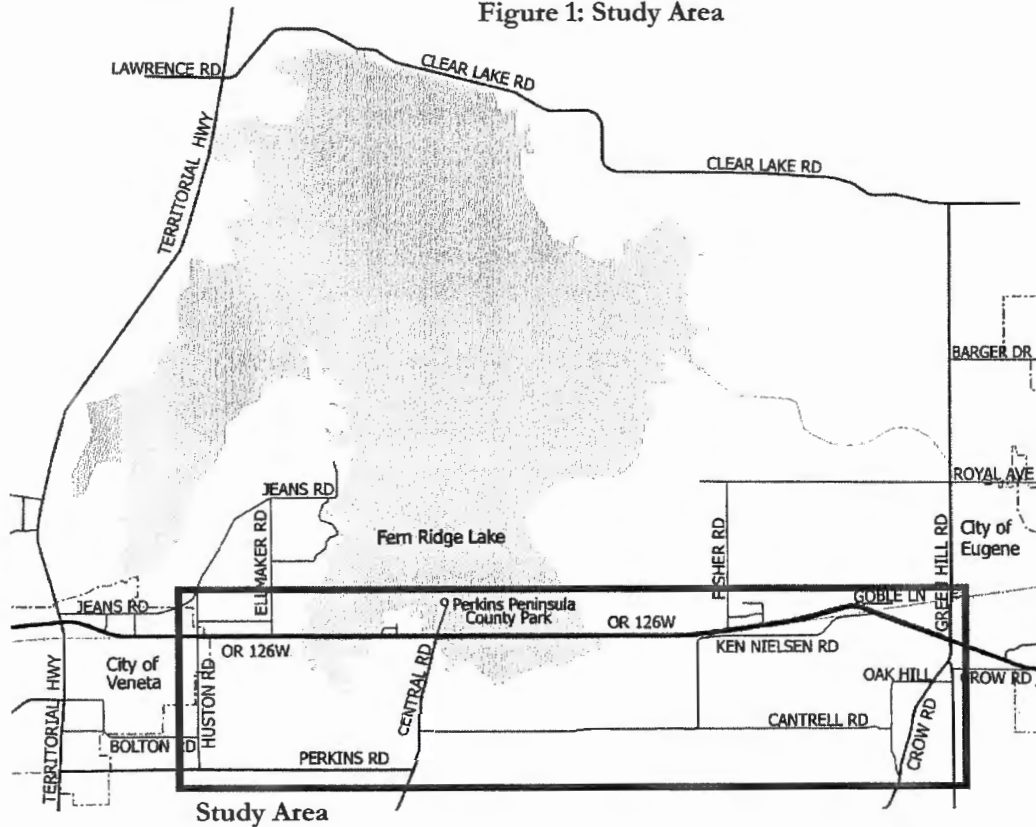 Figure 1: Study Area
LAWRENCE RD
CLEAR LAKE RD
TERRITORIAL HWY
CLEAR LAKE RD
BARGER DR
ROYAL AVE
JEANS RD
ELLMAKER RD
Fern Ridge Lake
FISHER RD
GREEN HILL RD
City of
Eugene
GOBLE LN
JEANS RD
Perkins Peninsula
County Park
OR 126W
OR 126W
KEN NIELSEN RD
City of
Veneta
TERRITORIAL HWY
HUSTON RD
CENTRAL RD
OAK HILL
CROW RD
CROW RD
CANTRELL RD
BOLTON RD
PERKINS RD
Study Area